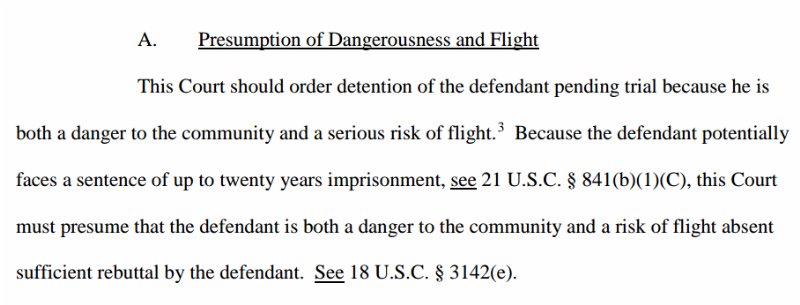 A. Presumption of Dangerousness and Flight
This Court should order detention of the defendant pending trial because he is
both a danger to the community and a serious risk of flight.3 Because the defendant potentially
faces a sentence of up to twenty years imprisonment, see 21 U.S.C. § 841(b)(1)(C), this Court
must presume that the defendant is both a danger to the community and a risk of flight absent
sufficient rebuttal by the defendant. See 18 U.S.C. § 3142(e).